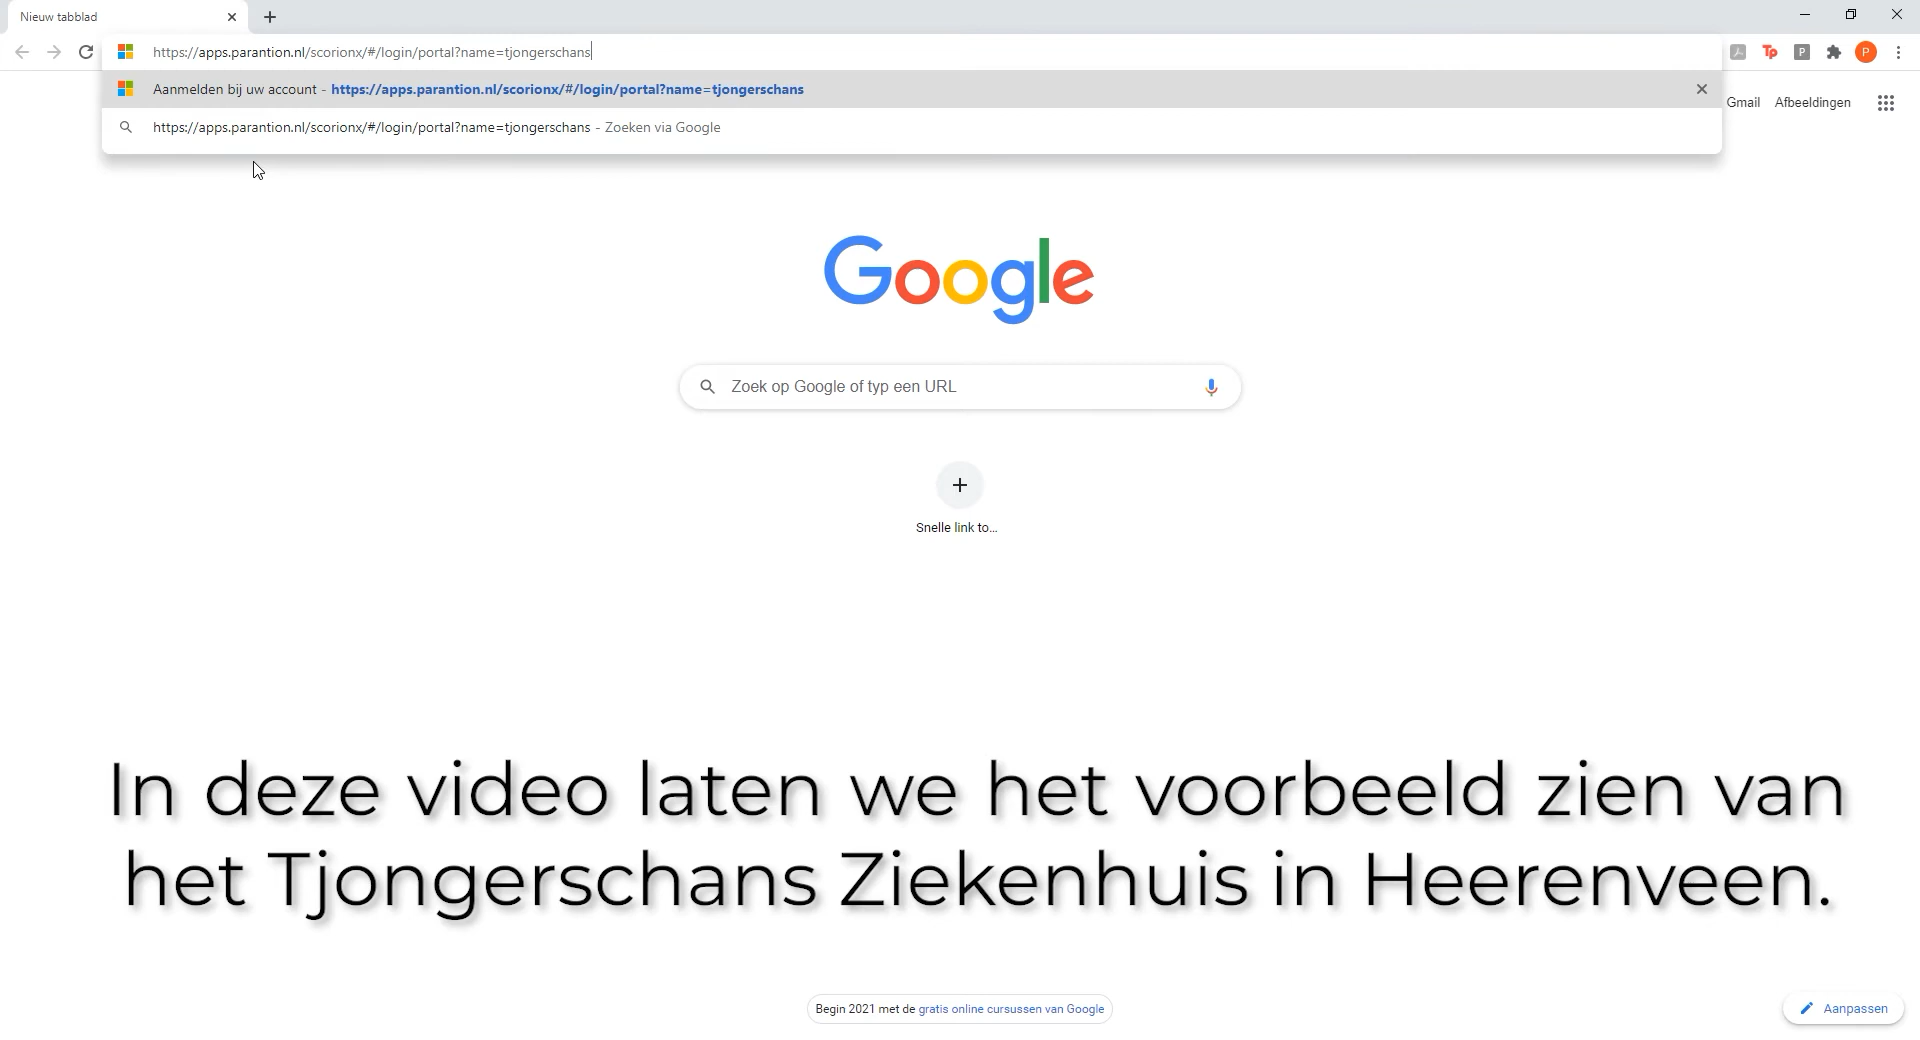 Nieuw tabblad
https://apps.parantion.nl/scorionx/#/login/portal?name=tjongerschans
P
Tp
P
Aanmelden bij uw account - https://apps.parantion.nl/scorionx/#/login/portal?name=tjongerschans
Gmail Afbeeldingen
https://apps.parantion.nl/scorionx/#/login/portal?name=tjongerschans - Zoeken via Google
Google
Zoek op Google of typ een URL
Snelle link to...
In deze video laten we het voorbeeld zien van
het Tjongerschans Ziekenhuis in Heerenveen.
Begin 2021 met de gratis online cursussen van Google
Aanpassen